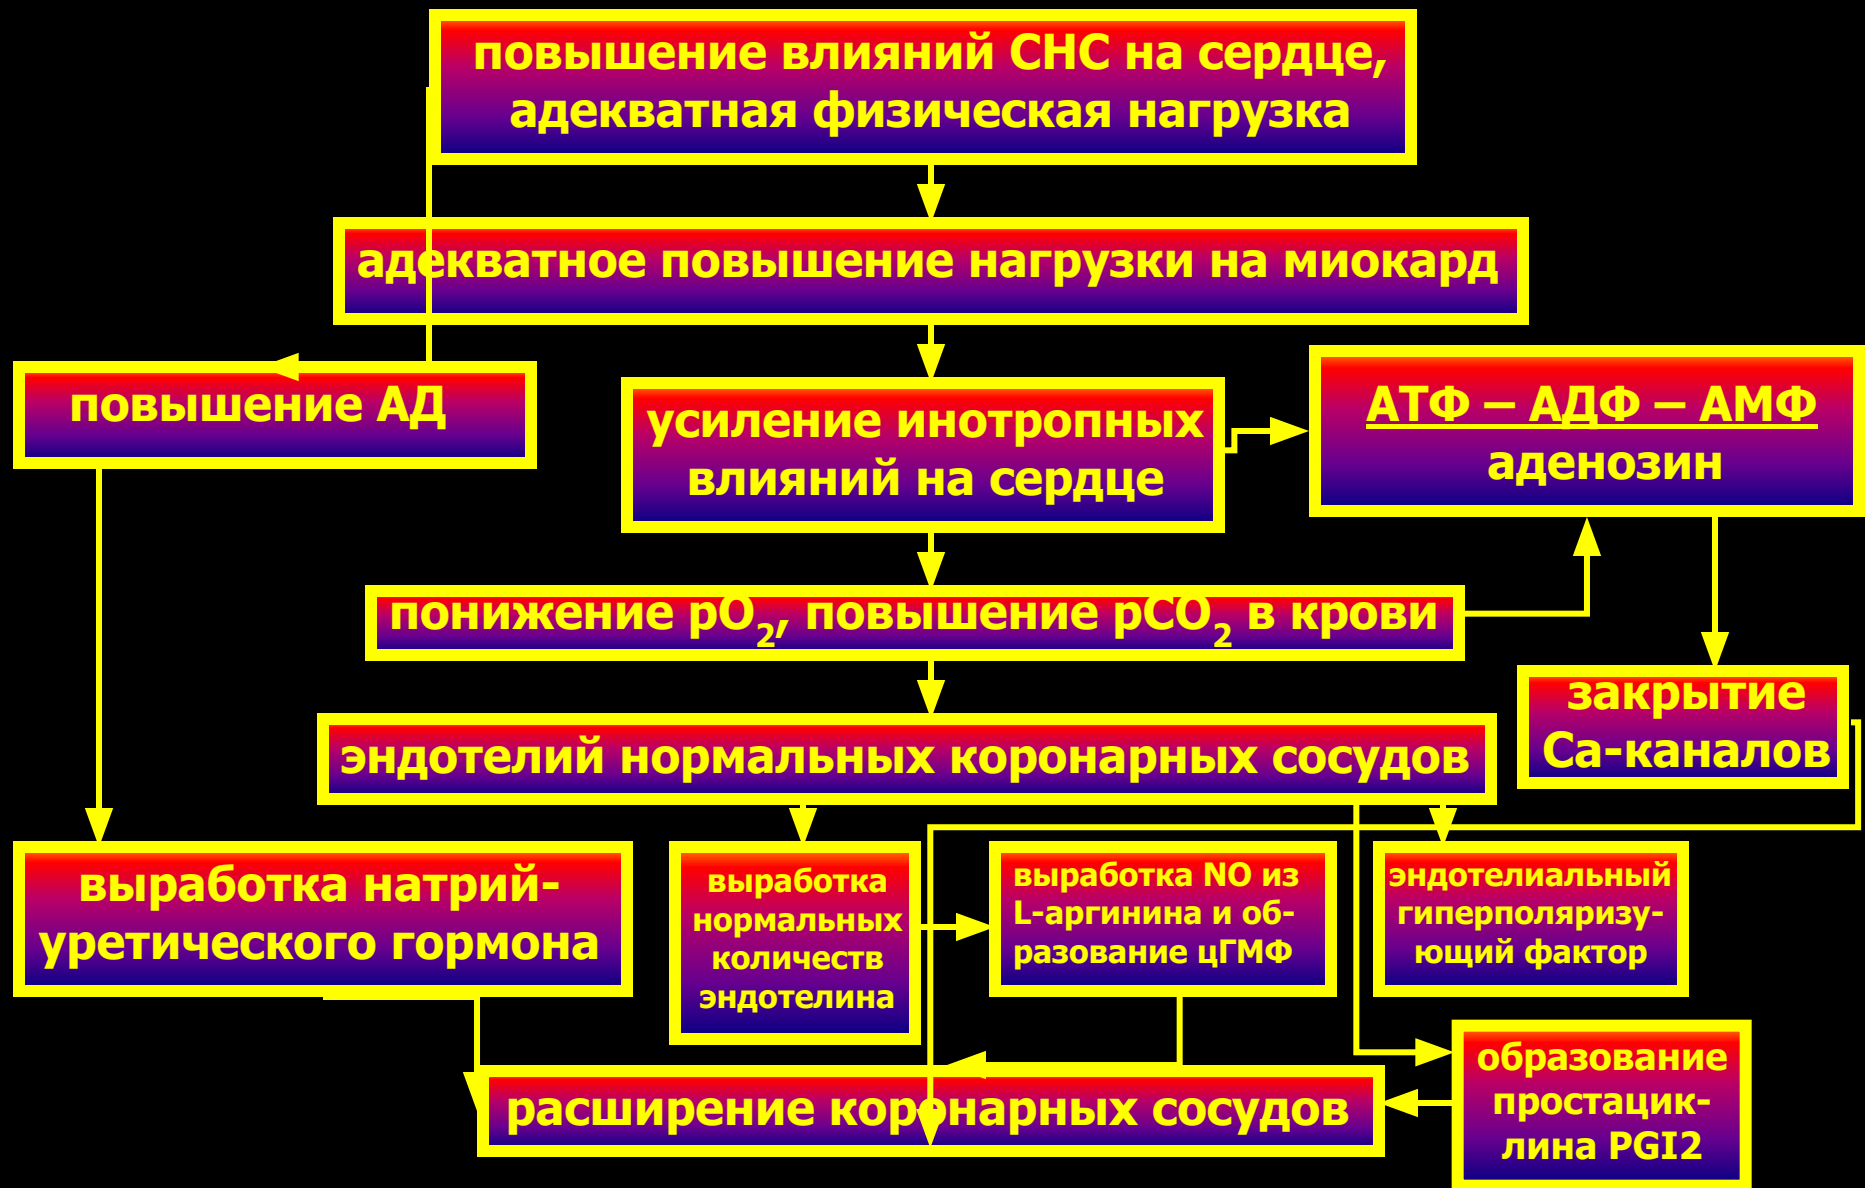 повышение влияний СНС на сердце,
адекватная физическая нагрузка
адекватное повышение нагрузки на миокард
повышение АД
усиление инотропных
влияний на сердце
АТФ – АДФ – АМФ
аденозин
понижение рО2, повышение рСО2 в крови
эндотелий нормальных коронарных сосудов
закрытие
Са-каналов
выработка натрий-
уретического гормона
выработка
нормальных
количеств
эндотелина
выработка NO из
L-аргинина и об-
разование цГМФ
эндотелиальный
гиперполяризу-
ющий фактор
расширение коронарных сосудов
образование
простацик-
лина PGI2